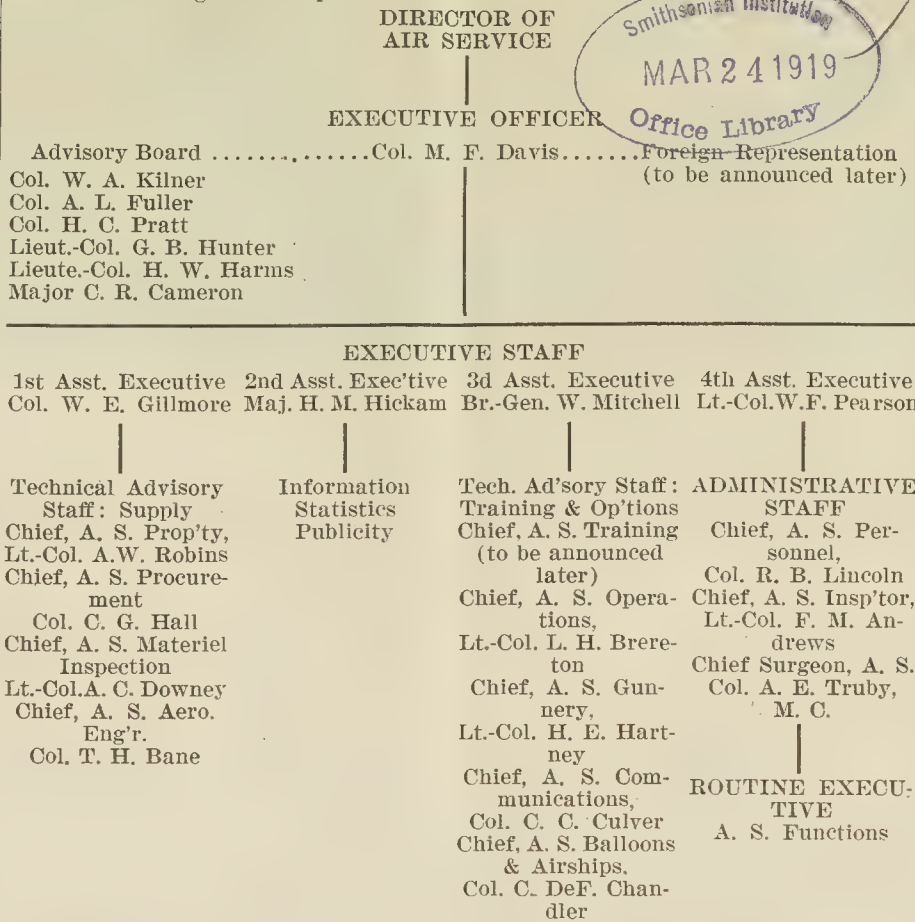 DIRECTOR OF
AIR SERVICE
Smithsonian Institution
MAR 24 1919
Office Library
EXECUTIVE OFFICER
Advisory Board ....... ......Col. M. F. Davis.......Foreign Representation
(to be announced later)
Col. W. A. Kilner
Col. A. L. Fuller
Col. H. C. Pratt
Lieut.-Col. G. B. Hunter
Lieute.-Col. H. W. Harms
Major C. R. Cameron
EXECUTIVE STAFF
1st Asst. Executive
Col. W. E. Gillmore
Technical Advisory
Staff: Supply
Chief, A. S. Prop'ty,
Lt.-Col. A.W. Robins
Chief, A. S. Procure-
ment
Col. C. G. Hall
Chief, A. S. Materiel
Inspection
Lt.-Col.A. C. Downey
Chief, A. S. Aero.
Eng'r.
Col. T. H. Bane
2nd Asst. Exec'tive
Maj. H. M. Hickam
Information
Statistics
Publicity
3d Asst. Executive
Br.-Gen. W. Mitchell
Tech. Ad'sory Staff:
Training & Op'tions
Chief, A. S. Training
(to be announced
later)
Chief, A. S. Opera-
tions,
Lt.-Col. L. H. Brere-
ton
Chief, A. S. Gun-
nery,
Lt.-Col. H. E. Hart-
ney
Chief, A. S. Com-
munications,
Col. C. C. Culver
Chief, A. S. Balloons
& Airships.
Col. C. DeF. Chan-
dler
4th Asst. Executive
Lt.-Col.W.F. Pearson
ADMINISTRATIVE
STAFF
Chief, A. S. Per-
sonnel,
Col. R. B. Lincoln
Chief, A. S. Insp'tor,
Lt.-Col. F. M. An-
drews
Chief Surgeon, A. S.
Col. A. E. Truby,
M. C.
ROUTINE EXECU-
TIVE
A. S. Functions